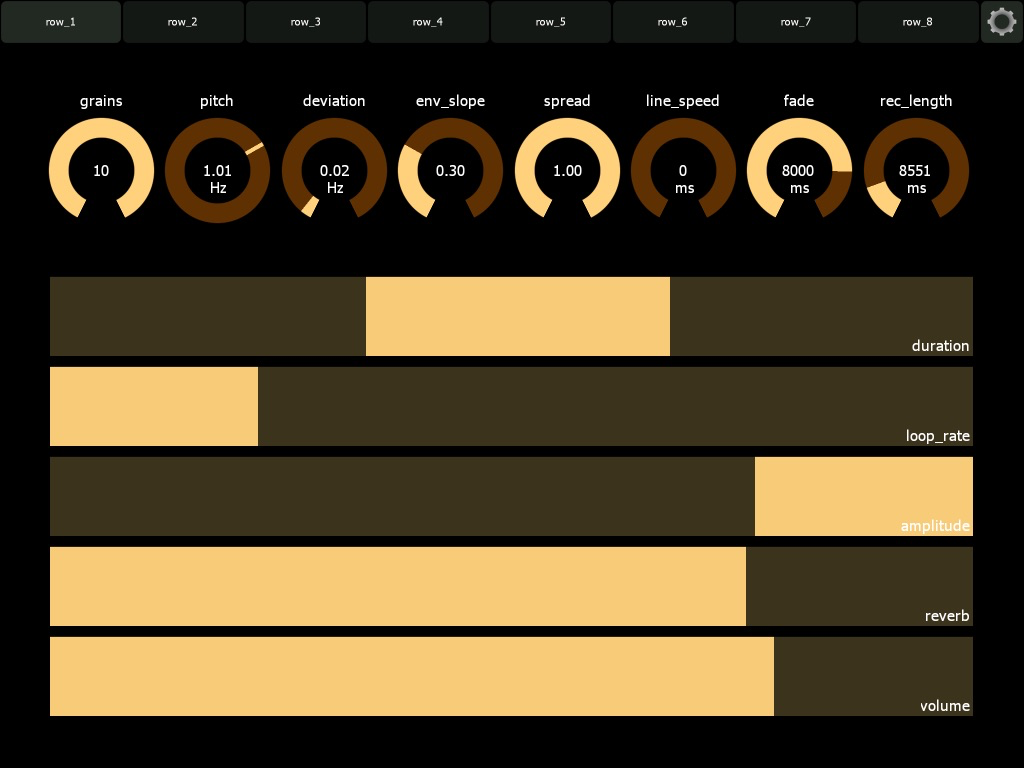 row_1
row_2
row_3
row_4
row_5
row_6
row_7
row_8
grains
pitch
deviation
env_slope
spread
line_speed
fade
rec_length
10
1.01
Hz
0.02
Hz
0.30
1.00
0
ms
8000
ms
8551
ms
duration
loop_rate
amplitude
reverb
volume